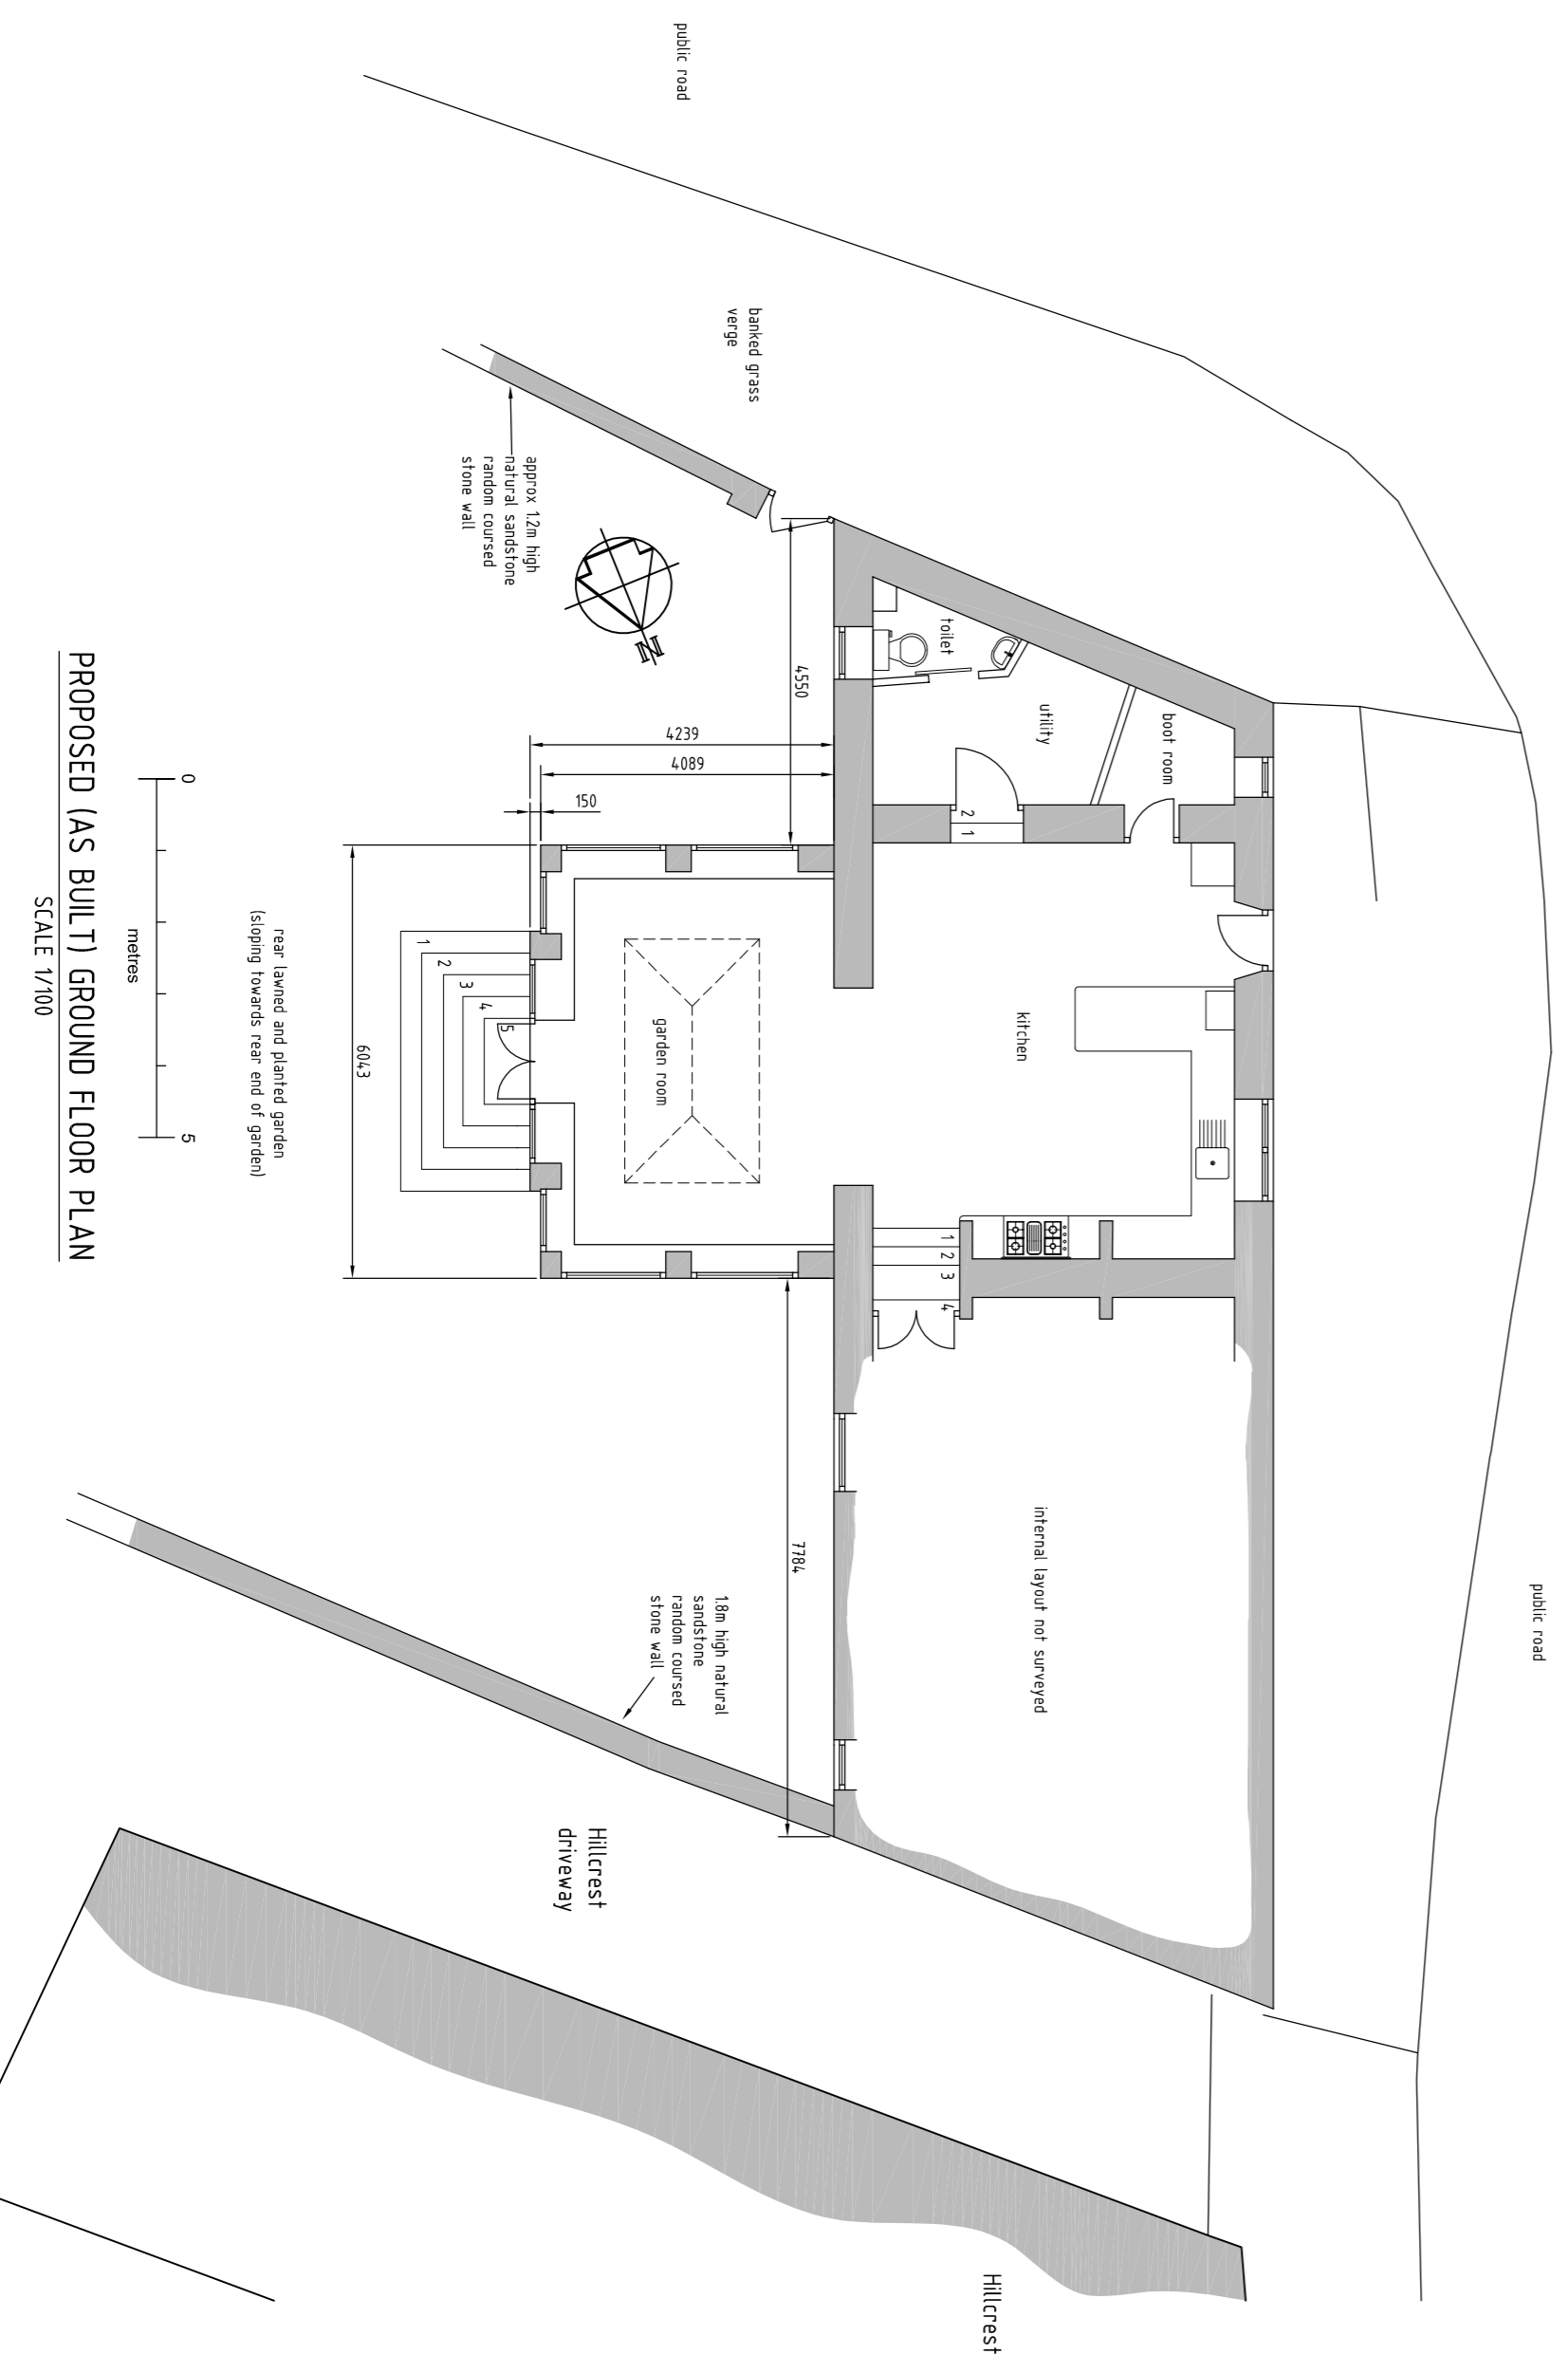 public road
public road
banked grass
verge
approx 1.2m high
natural sandstone
random coursed
stone wall
N
toilet
utility
boot room
4550
4239
4089
150
2
1
kitchen
garden room
1
2
3
4
5
6043
1
2
3
4
internal layout not surveyed
7784
1.8m high natural
sandstone
random coursed
stone wall
rear lawned and planted garden
(sloping towards rear end of garden)
Hillcrest
driveway
Hillcrest
0
5
metres
PROPOSED (AS BUILT) GROUND FLOOR PLAN
SCALE 1/100